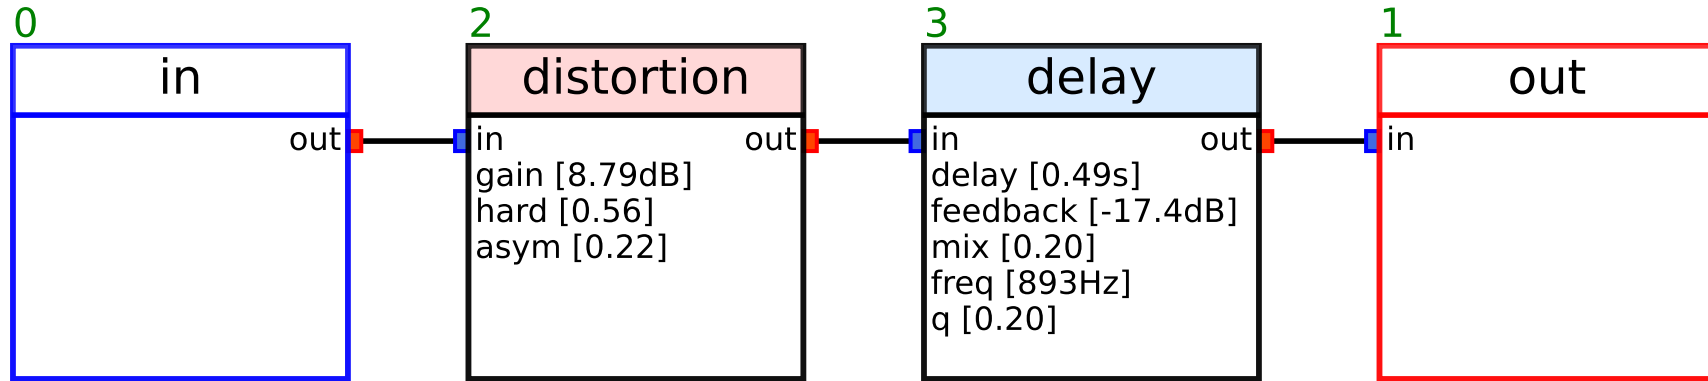 0
in
out
2
distortion
in out
gain [8.79dB]
hard [0.56]
asym [0.22]
3
delay
in out
delay [0.49s]
feedback [-17.4dB]
mix [0.20]
freq [893Hz]
q [0.20]
1
out
in